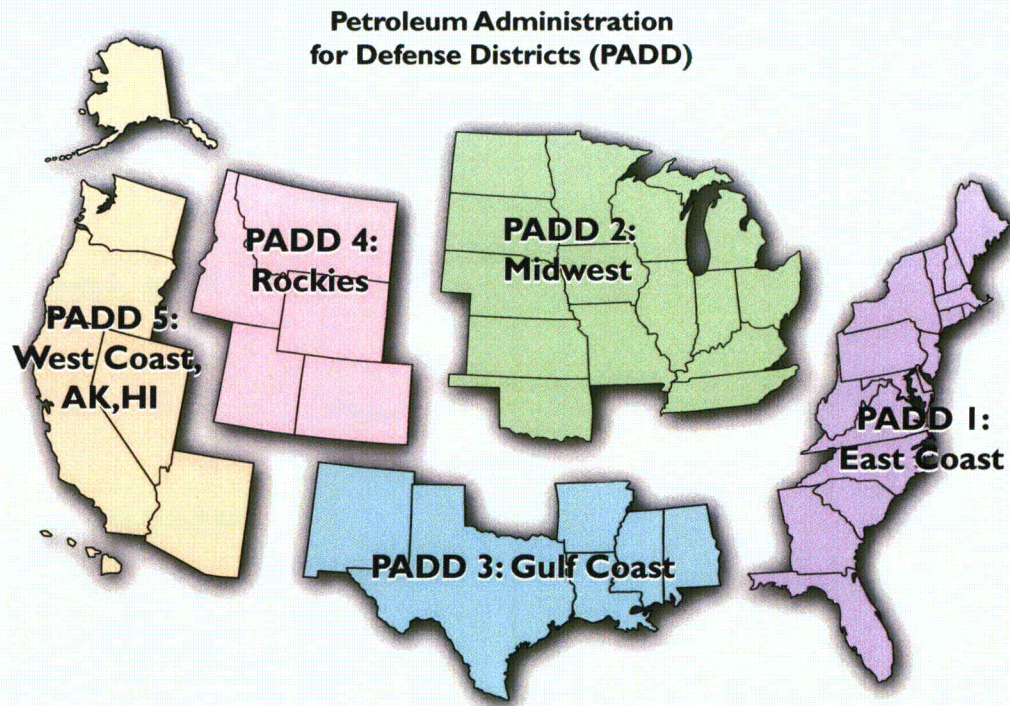 Petroleum Administration
for Defense Districts (PADD)
PADD 4:
Rockies
PADD 2:
Midwest
PADD 5:
West Coast,
AK,HI
PADD 1:
East Coast
PADD 3: Gulf Coast